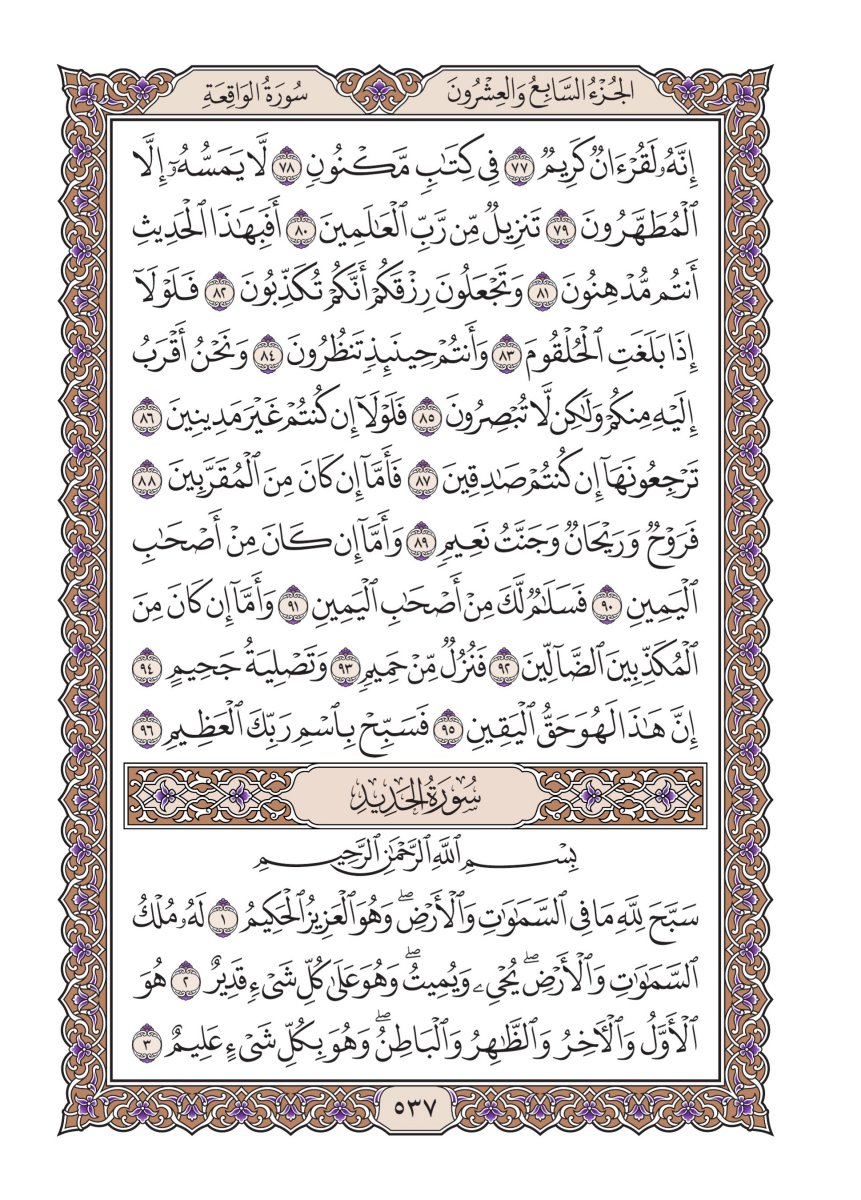 الجُزْءُ السَّابِعُ وَالعِشْرُونَ
سُورَةُ الوَاقِعَةِ
إِنَّهُۥ لَقُرْءَانٌ كَرِيمٌ ٧٧ فِى كِتَٰبٍ مَّكْنُونٍ ٧٨ لَّا يَمَسُّهُۥٓ إِلَّا
ٱلْمُطَهَّرُونَ ٧٩ تَنزِيلٌ مِّن رَّبِّ ٱلْعَٰلَمِينَ ٨٠ أَفَبِهَٰذَا ٱلْحَدِيثِ
أَنتُم مُّدْهِنُونَ ٨١ وَتَجْعَلُونَ رِزْقَكُمْ أَنَّكُمْ تُكَذِّبُونَ ٨٢ فَلَوْلَآ
إِذَا بَلَغَتِ ٱلْحُلْقُومَ ٨٣ وَأَنتُمْ حِينَئِذٍ تَنظُرُونَ ٨٤ وَنَحْنُ أَقْرَبُ
إِلَيْهِ مِنكُمْ وَلَٰكِن لَّا تُبْصِرُونَ ٨٥ فَلَوْلَآ إِن كُنتُمْ غَيْرَ مَدِينِينَ ٨٦
تَرْجِعُونَهَآ إِن كُنتُمْ صَٰدِقِينَ ٨٧ فَأَمَّآ إِن كَانَ مِنَ ٱلْمُقَرَّبِينَ ٨٨
فَرَوْحٌ وَرَيْحَانٌ وَجَنَّتُ نَعِيمٍ ٨٩ وَأَمَّآ إِن كَانَ مِنْ أَصْحَٰبِ
ٱلْيَمِينِ ٩٠ فَسَلَٰمٌ لَّكَ مِنْ أَصْحَٰبِ ٱلْيَمِينِ ٩١ وَأَمَّآ إِن كَانَ مِنَ
ٱلْمُكَذِّبِينَ ٱلضَّآلِّينَ ٩٢ فَنُزُلٌ مِّنْ حَمِيمٍ ٩٣ وَتَصْلِيَةُ جَحِيمٍ ٩٤
إِنَّ هَٰذَا لَهُوَ حَقُّ ٱلْيَقِينِ ٩٥ فَسَبِّحْ بِٱسْمِ رَبِّكَ ٱلْعَظِيمِ ٩٦
سُورَةُ الحَدِيدِ
بِسْمِ ٱللَّهِ ٱلرَّحْمَٰنِ ٱلرَّحِيمِ
سَبَّحَ لِلَّهِ مَا فِى ٱلسَّمَٰوَٰتِ وَٱلْأَرْضِ ۖ وَهُوَ ٱلْعَزِيزُ ٱلْحَكِيمُ ١ لَهُۥ مُلْكُ
ٱلسَّمَٰوَٰتِ وَٱلْأَرْضِ ۖ يُحْىِۦ وَيُمِيتُ ۖ وَهُوَ عَلَىٰ كُلِّ شَىْءٍ قَدِيرٌ ٢ هُوَ
ٱلْأَوَّلُ وَٱلْءَاخِرُ وَٱلظَّٰهِرُ وَٱلْبَاطِنُ ۖ وَهُوَ بِكُلِّ شَىْءٍ عَلِيمٌ ٣
٥٣٧